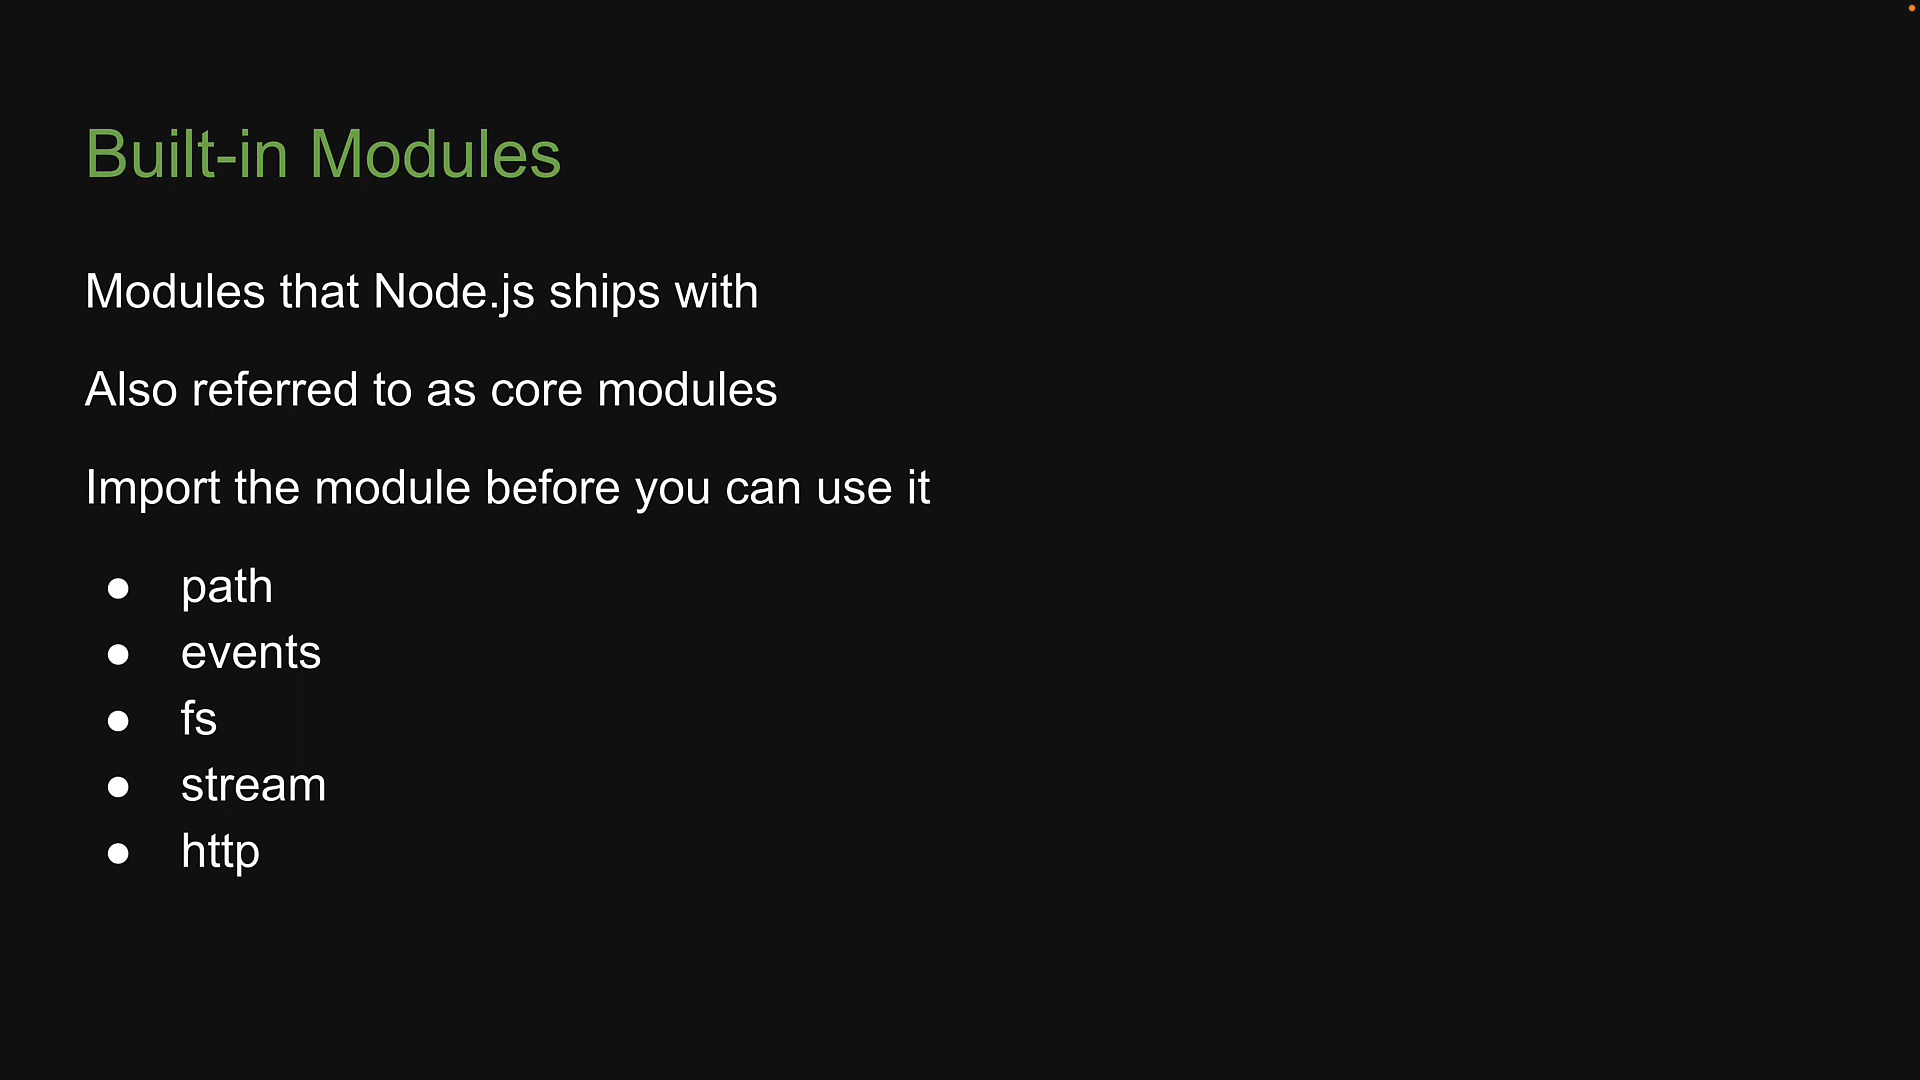 Built-in Modules
Modules that Node.js ships with
Also referred to as core modules
Import the module before you can use it
● path
● events
● fs
● stream
● http